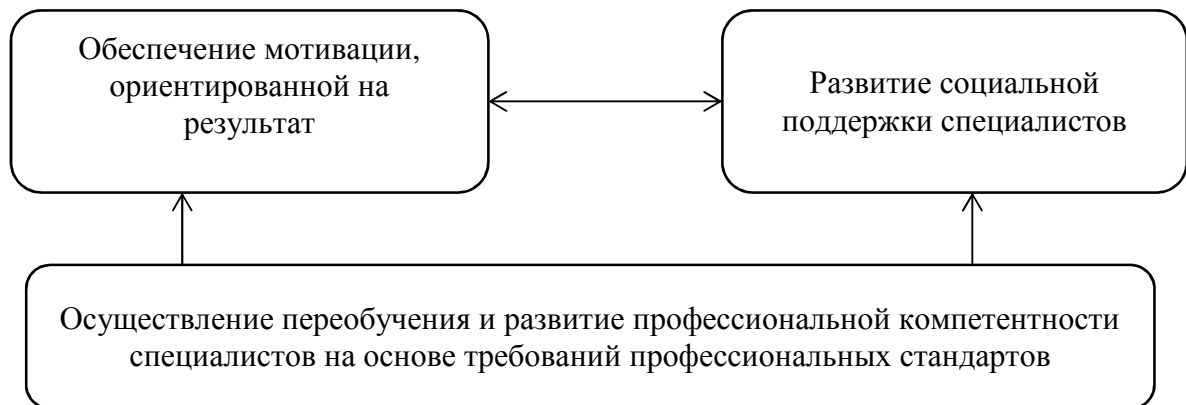 Обеспечение мотивации,
ориентированной на
результат
Развитие социальной
поддержки специалистов
Осуществление переобучения и развитие профессиональной компетентности
специалистов на основе требований профессиональных стандартов